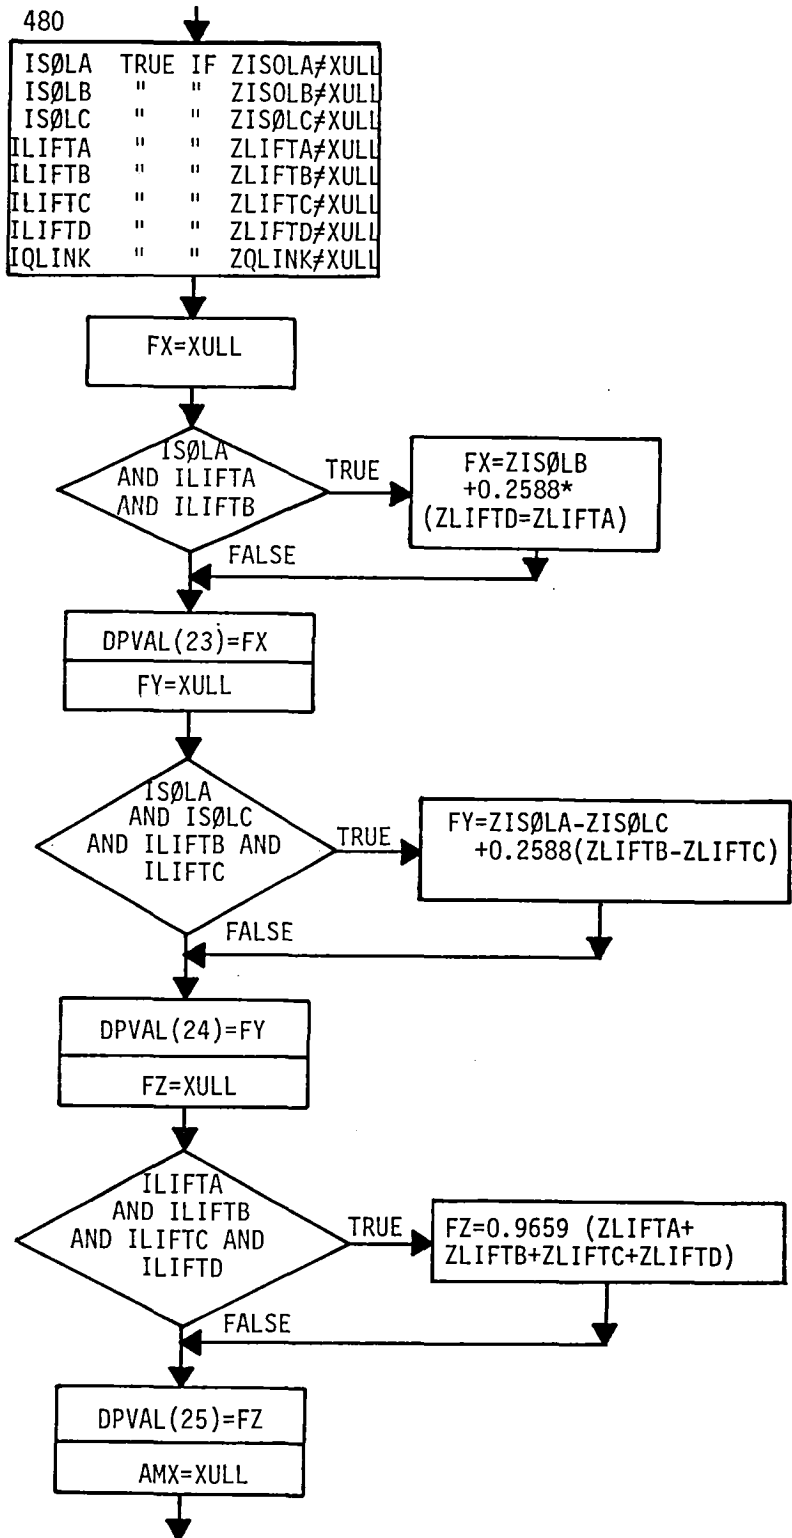 480
ISØLA TRUE IF ZISOLA≠XULL
ISØLB " " ZISOLB≠XULL
ISØLC " " ZISØLC≠XULL
ILIFTA " " ZLIFTA≠XULL
ILIFTB " " ZLIFTB≠XULL
ILIFTC " " ZLIFTC≠XULL
ILIFTD " " ZLIFTD≠XULL
IQLINK " " ZQLINK≠XULL
FX=XULL
ISØLA
AND ILIFTA
AND ILIFTB
TRUE
FX=ZISØLB
+0.2588*
(ZLIFTD=ZLIFTA)
FALSE
DPVAL(23)=FX
FY=XULL
ISØLA
AND ISØLC
AND ILIFTB AND
ILIFTC
TRUE
FY=ZISØLA-ZISØLC
+0.2588(ZLIFTB-ZLIFTC)
FALSE
DPVAL(24)=FY
FZ=XULL
ILIFTA
AND ILIFTB
AND ILIFTC AND
ILIFTD
TRUE
FZ=0.9659 (ZLIFTA+
ZLIFTB+ZLIFTC+ZLIFTD)
FALSE
DPVAL(25)=FZ
AMX=XULL